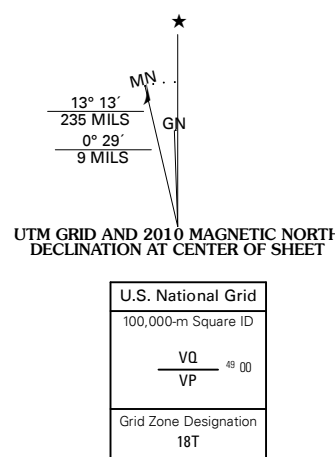 ★
MN
13° 13´
235 MILS
GN
0° 29´
9 MILS
UTM GRID AND 2010 MAGNETIC NORTH
DECLINATION AT CENTER OF SHEET
U.S. National Grid
100,000-m Square ID
VQ
49 00
VP
Grid Zone Designation
18T